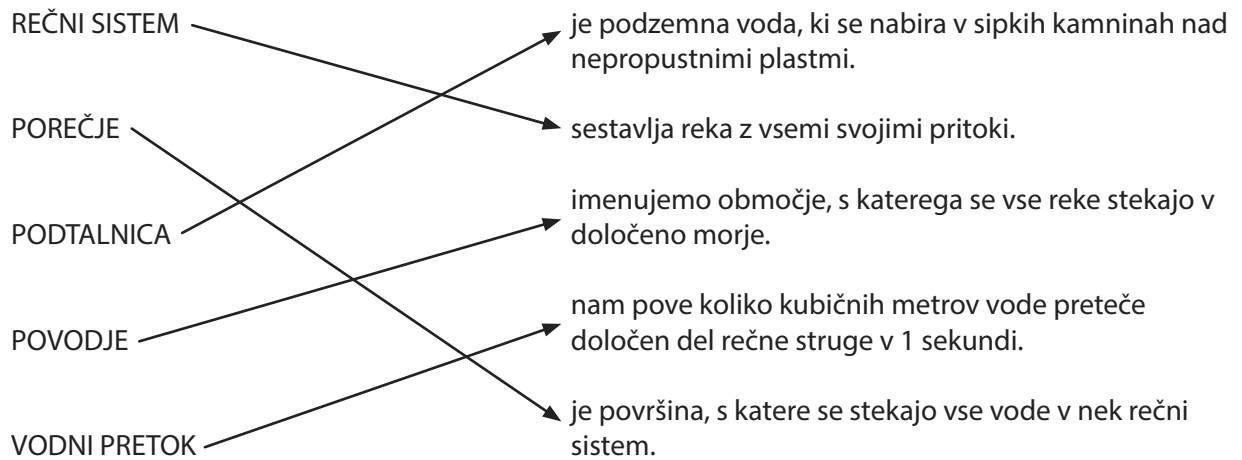 REČNI SISTEM
je podzemna voda, ki se nabira v sipkih kamninah nad
nepropustnimi plastmi.
POREČJE
sestavlja reka z vsemi svojimi pritoki.
PODTALNICA
imenujemo območje, s katerega se vse reke stekajo v
določeno morje.
POVODJE
nam pove koliko kubičnih metrov vode preteče
določen del rečne struge v 1 sekundi.
VODNI PRETOK
je površina, s katere se stekajo vse vode v nek rečni
sistem.